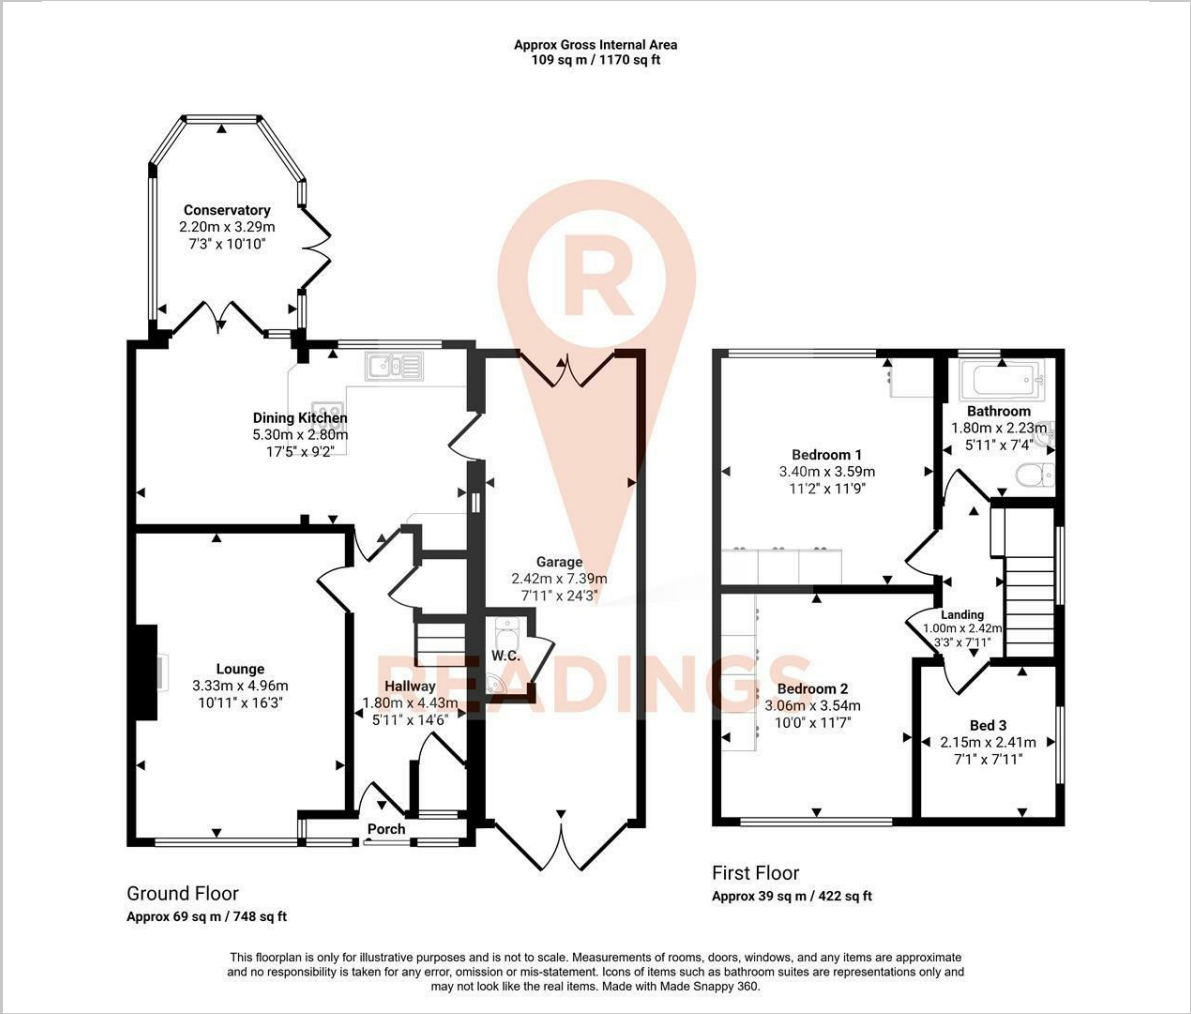 Approx Gross Internal Area
109 sq m / 1170 sq ft
Conservatory
2.20m x 3.29m
7'3" x 10'10"
R
Dining Kitchen
5.30m x 2.80m
17'5" x 9'2"
Garage
2.42m x 7.39m
7'11" x 24'3"
W.C.
Lounge
3.33m x 4.96m
10'11" x 16'3"
Hallway
1.80m x 4.43m
5'11" x 14'6"
Porch
READINGS
Bedroom 1
3.40m x 3.59m
11'2" x 11'9"
Bathroom
1.80m x 2.23m
5'11" x 7'4"
Landing
1.00m x 2.42m
3'3" x 7'11"
Bedroom 2
3.06m x 3.54m
10'0" x 11'7"
Bed 3
2.15m x 2.41m
7'1" x 7'11"
Ground Floor
Approx 69 sq m / 748 sq ft
First Floor
Approx 39 sq m / 422 sq ft
This floorplan is only for illustrative purposes and is not to scale. Measurements of rooms, doors, windows, and any items are approximate
and no responsibility is taken for any error, omission or mis-statement. Icons of items such as bathroom suites are representations only and
may not look like the real items. Made with Made Snappy 360.